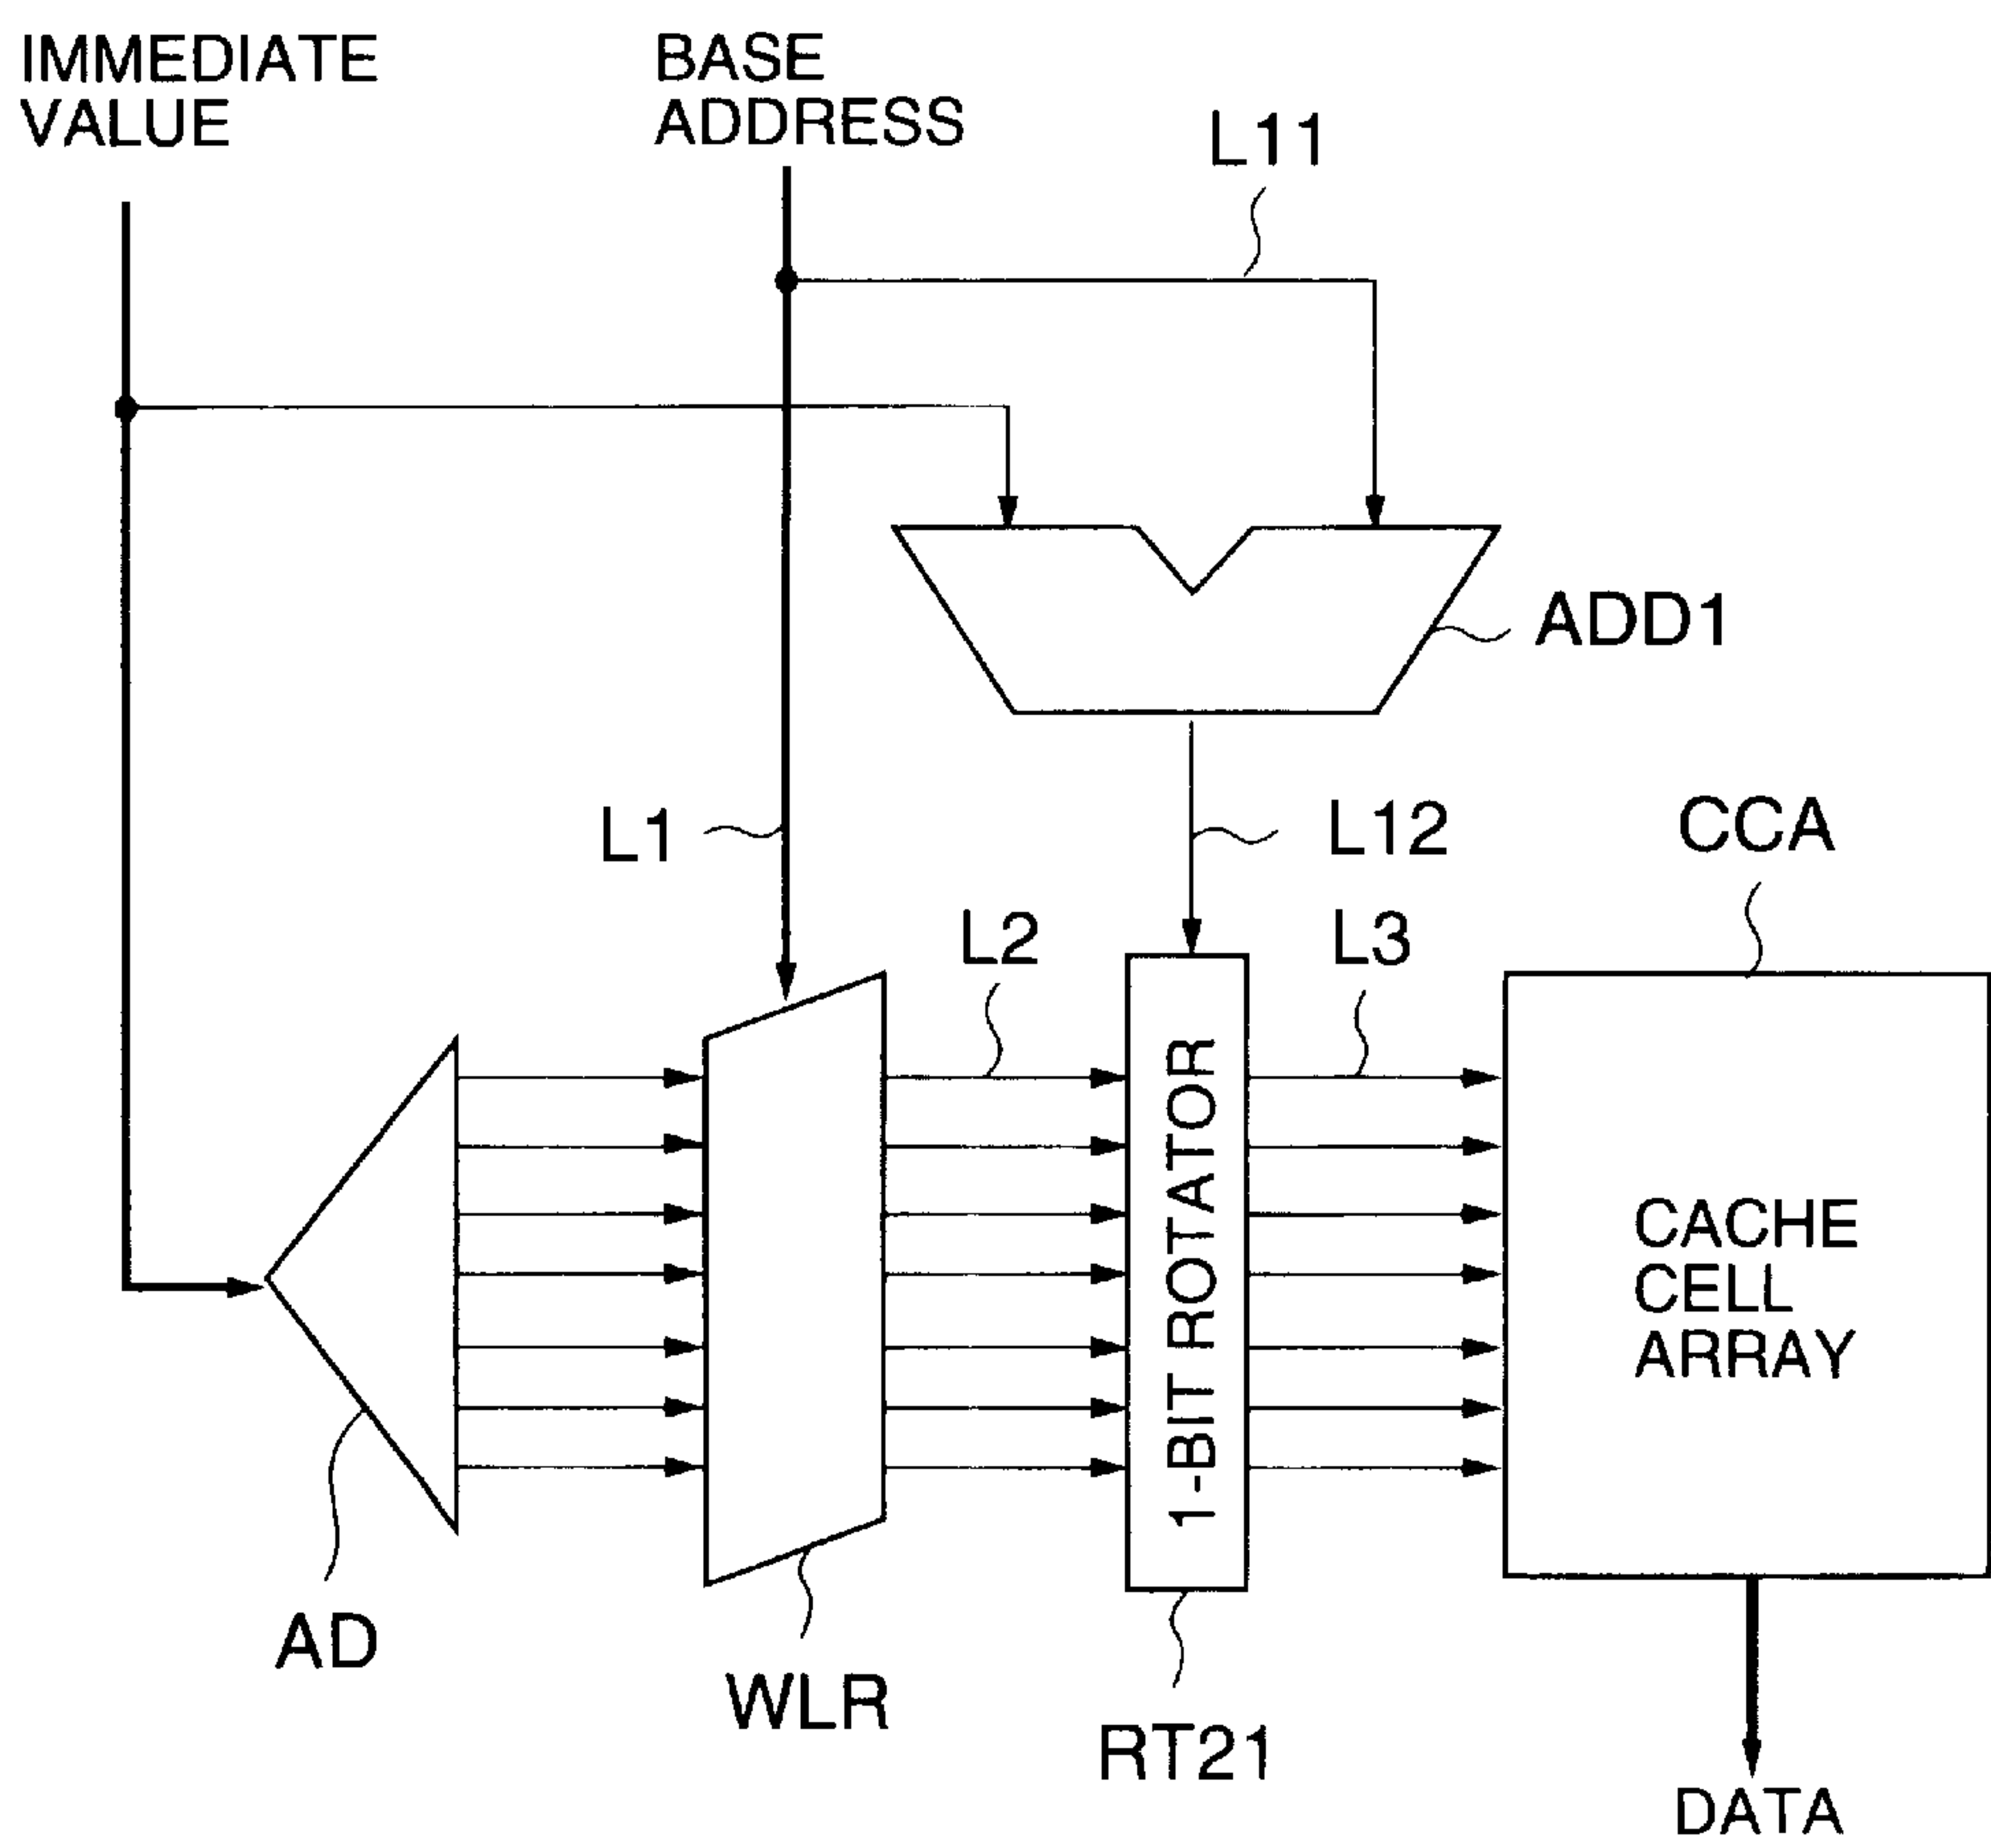 IMMEDIATE
VALUE
BASE
ADDRESS
L11
ADD1
L1
L12
CCA
L2
L3
1-BIT ROTATOR
CACHE
CELL
ARRAY
AD
WLR
RT21
DATA